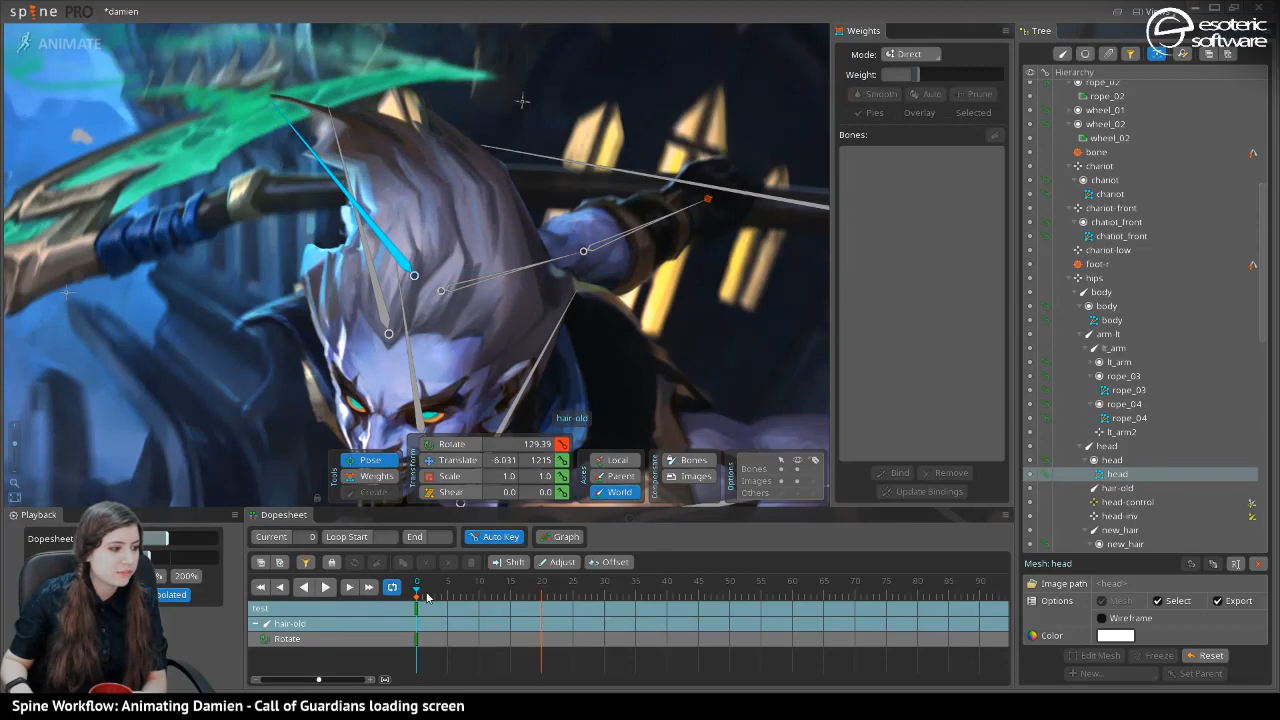 spine PRO *damien
Views
esoteric
software
ANIMATE
Weights
Mode: Direct
Weight:
Smooth Auto Prune
Pies Overlay Selected
Bones:
Bind Remove
Update Bindings
Tree
Hierarchy
rope_02
rope_02
wheel_01
wheel_02
wheel_02
bone
chariot
chariot
chariot
chariot-front
chatiot_front
chatiot_front
chariot-low
foot-r
hips
body
body
body
arm-lt
lt_arm
lt_arm
rope_03
rope_03
rope_04
rope_04
lt_arm2
head
head
head
hair-old
head-control
head-inv
new_hair
new_hair
Mesh: head
Image path <head>
Options Mesh Select Export
Wireframe
Color
Edit Mesh Freeze Reset
New... Set Parent
hair-old
Tools
Pose
Weights
Create
Transform
Rotate 129.39
Translate -6.031 1215
Scale 1.0 1.0
Shear 0.0 0.0
Axes
Local
Parent
World
Compensate
Bones
Images
Options
Bones
Images
Others
Playback
Dopesheet
200%
Dopesheet
Current 0 Loop Start End Auto Key Graph
Shift Adjust Offset
0 5 10 15 20 25 30 35 40 45 50 55 60 65 70 75 80 85 90
test
hair-old
Rotate
Spine Workflow: Animating Damien - Call of Guardians loading screen